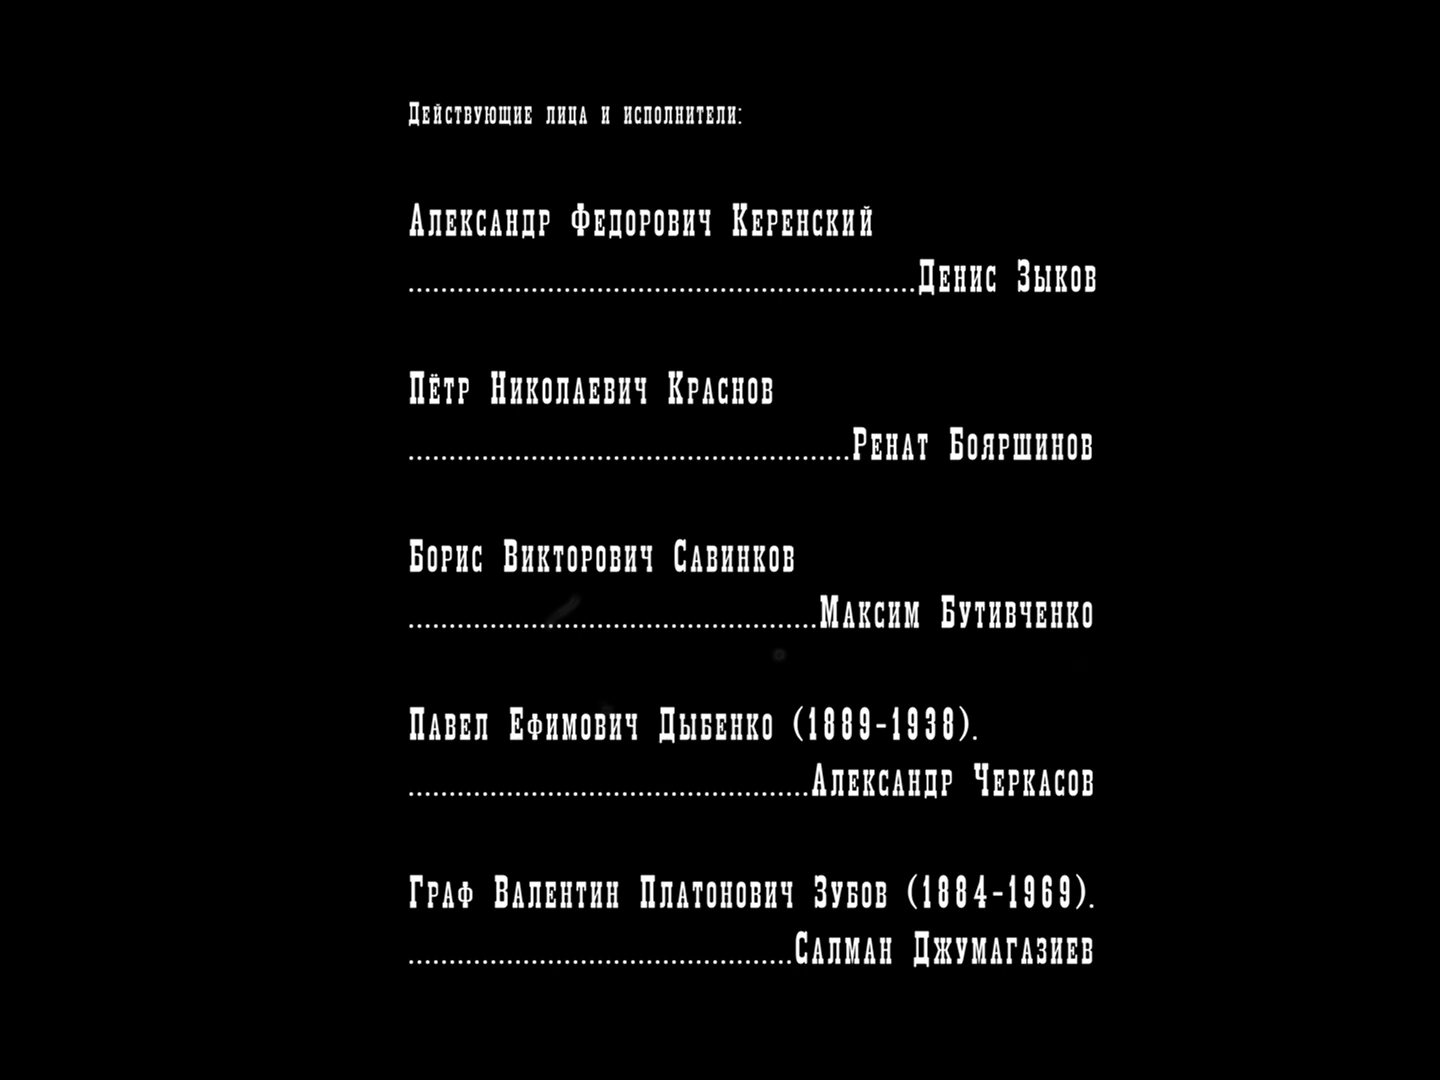 Действующие лица и исполнители:
Александр Федорович Керенский
..............................................................Денис Зыков
Пётр Николаевич Краснов
......................................................Ренат Бояршинов
Борис Викторович Савинков
..................................................Максим Бутивченко
Павел Ефимович Дыбенко (1889-1938).
.................................................Александр Черкасов
Граф Валентин Платонович Зубов (1884-1969).
...............................................Салман Джумагазиев